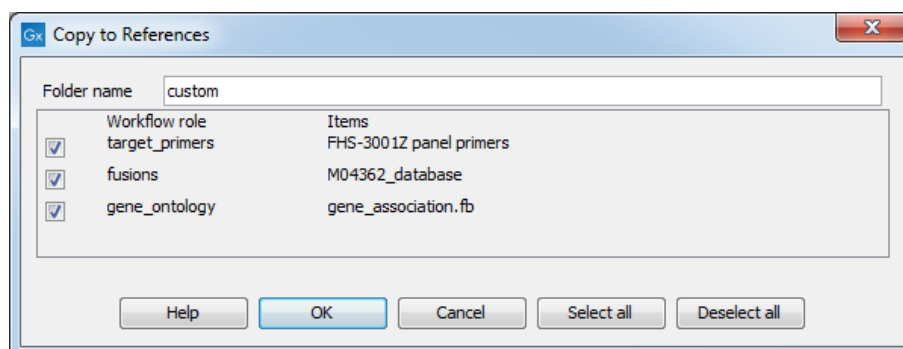 Gx Copy to References
X
Folder name custom
Workflow role Items
target_primers FHS-3001Z panel primers
fusions M04362_database
gene_ontology gene_association.fb
Help OK Cancel Select all Deselect all